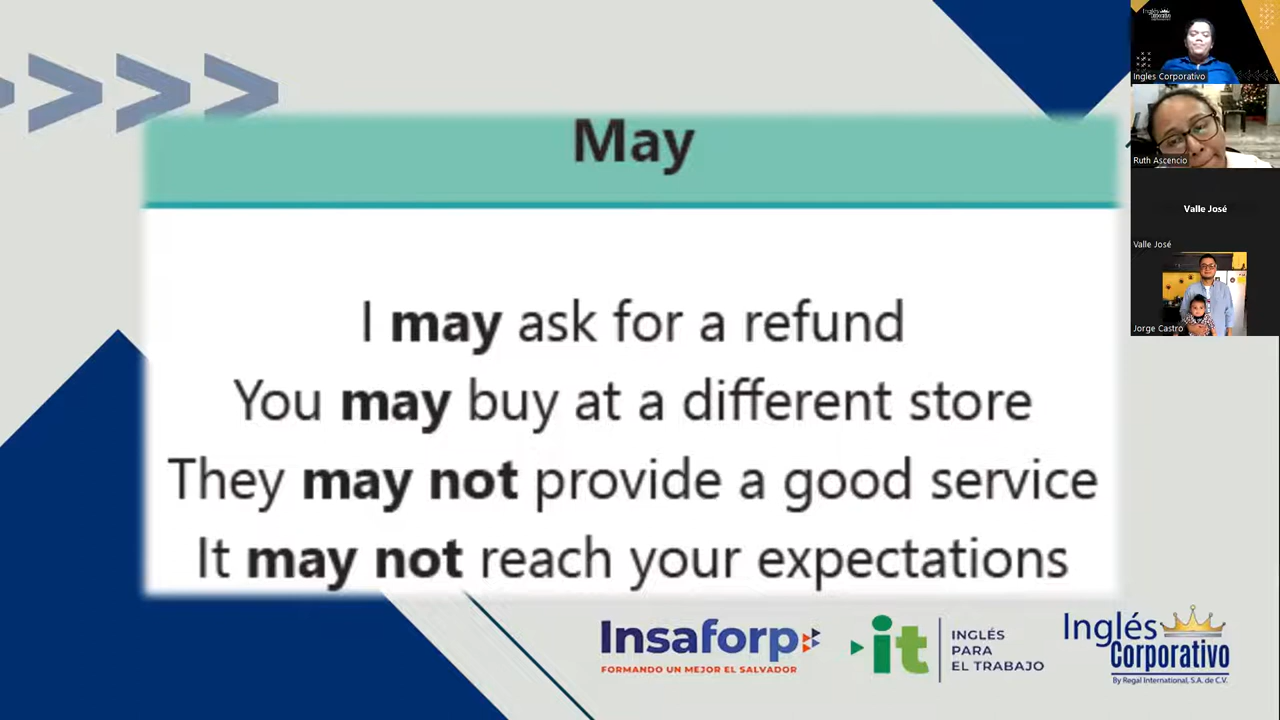 May
I may ask for a refund
You may buy at a different store
They may not provide a good service
It may not reach your expectations
Insaforp
FORMANDO UN MEJOR EL SALVADOR
it
INGLÉS
PARA
EL TRABAJO
Inglés
Corporativo
By Regal International, S.A. de C.V.
Inglés
Corporativo
Ingles Corporativo
Ruth Ascencio
Valle José
Valle José
Jorge Castro